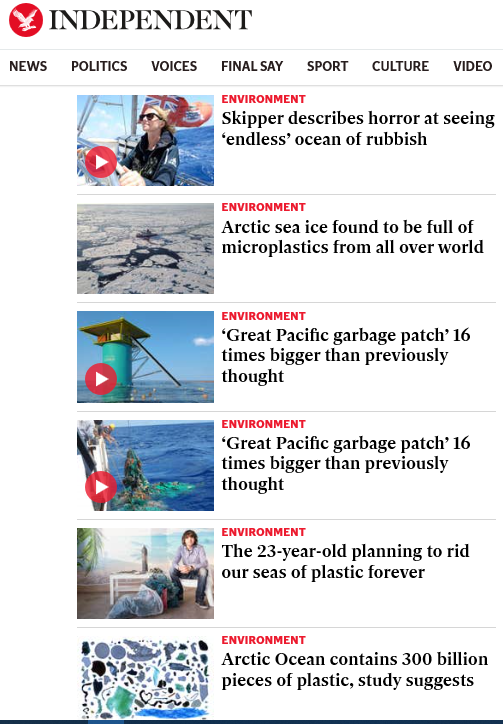 INDEPENDENT
NEWS POLITICS VOICES FINAL SAY SPORT CULTURE VIDEO
ENVIRONMENT
Skipper describes horror at seeing
‘endless’ ocean of rubbish
ENVIRONMENT
Arctic sea ice found to be full of
microplastics from all over world
ENVIRONMENT
‘Great Pacific garbage patch’ 16
times bigger than previously
thought
ENVIRONMENT
‘Great Pacific garbage patch’ 16
times bigger than previously
thought
ENVIRONMENT
The 23-year-old planning to rid
our seas of plastic forever
ENVIRONMENT
Arctic Ocean contains 300 billion
pieces of plastic, study suggests